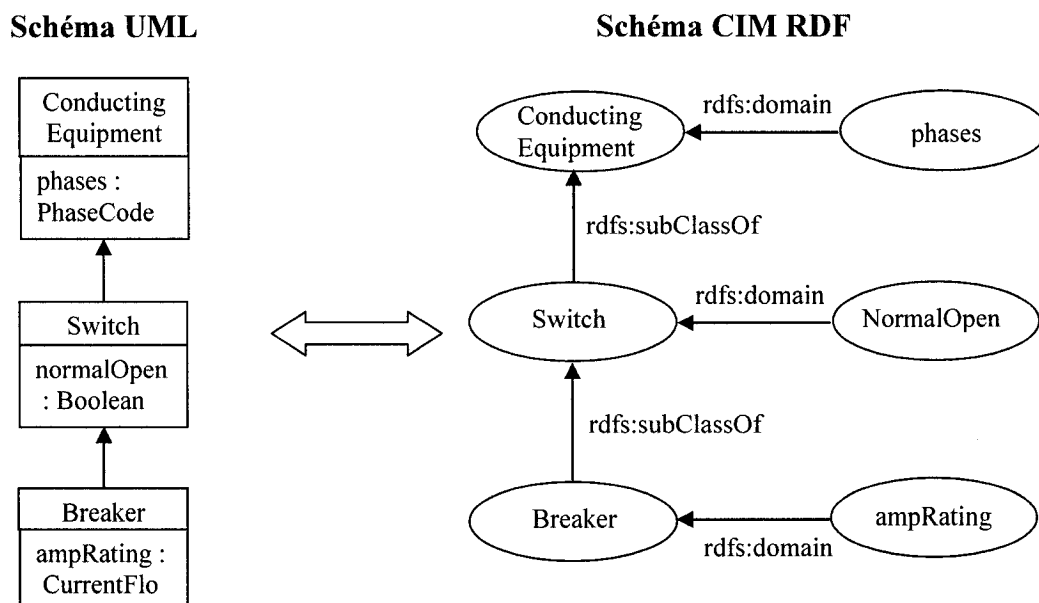 Schéma UML
Conducting
Equipment
phases :
PhaseCode
Switch
normalOpen
: Boolean
Breaker
ampRating :
CurrentFlo
Schéma CIM RDF
Conducting
Equipment
rdfs:domain
phases
rdfs:subClassOf
Switch
rdfs:domain
NormalOpen
rdfs:subClassOf
Breaker
rdfs:domain
ampRating